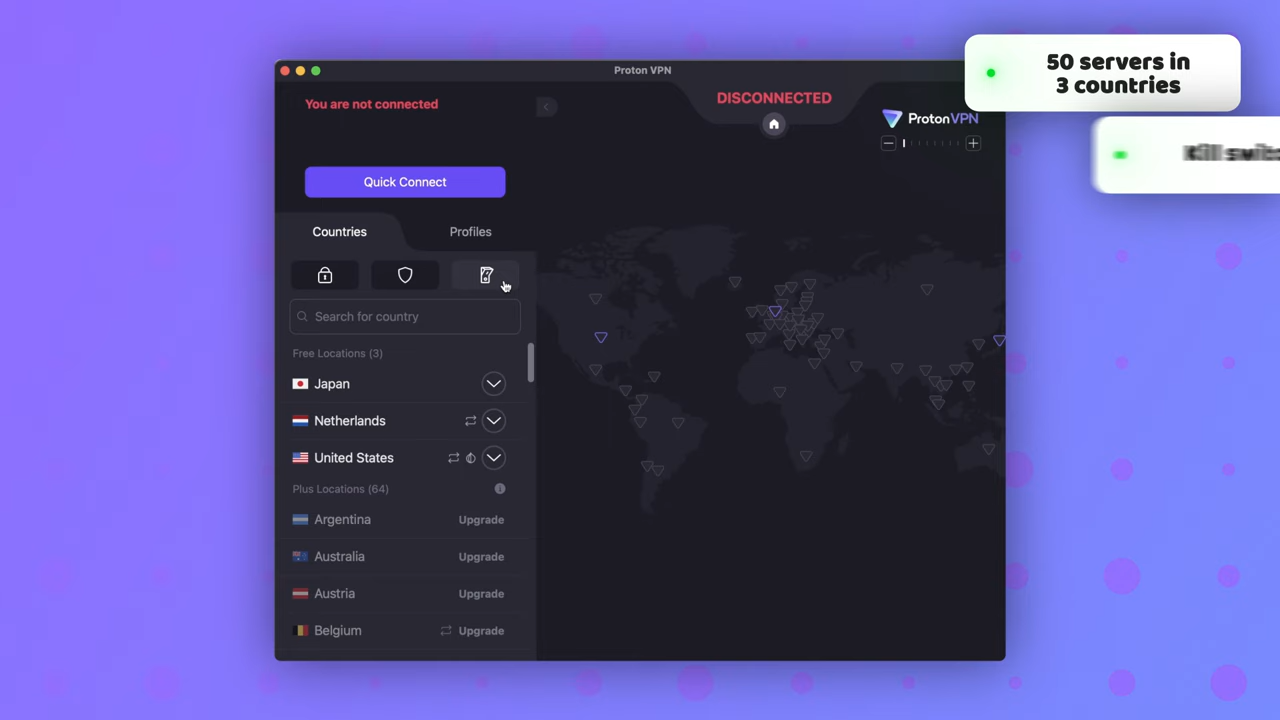 50 servers in
3 countries
Proton VPN
You are not connected
DISCONNECTED
ProtonVPN
Quick Connect
Countries
Profiles
Search for country
Free Locations (3)
Japan
Netherlands
United States
Plus Locations (64)
Argentina Upgrade
Australia Upgrade
Austria Upgrade
Belgium Upgrade